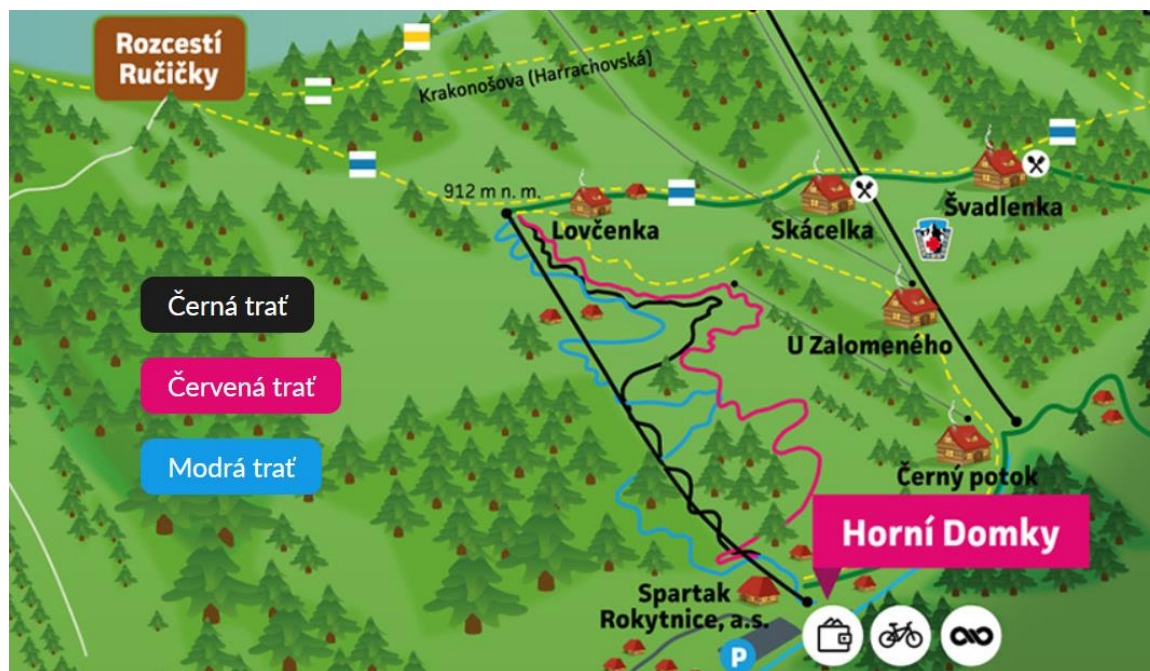 Rozcestí
Ručičky
Krakonošova (Harrachovská)
912 m n. m.
Lovčenka
Skácelka
Švadlenka
Černá trať
U Zalomeného
Červená trať
Modrá trať
Černý potok
Horní Domky
Spartak
Rokytnice, a.s.
P